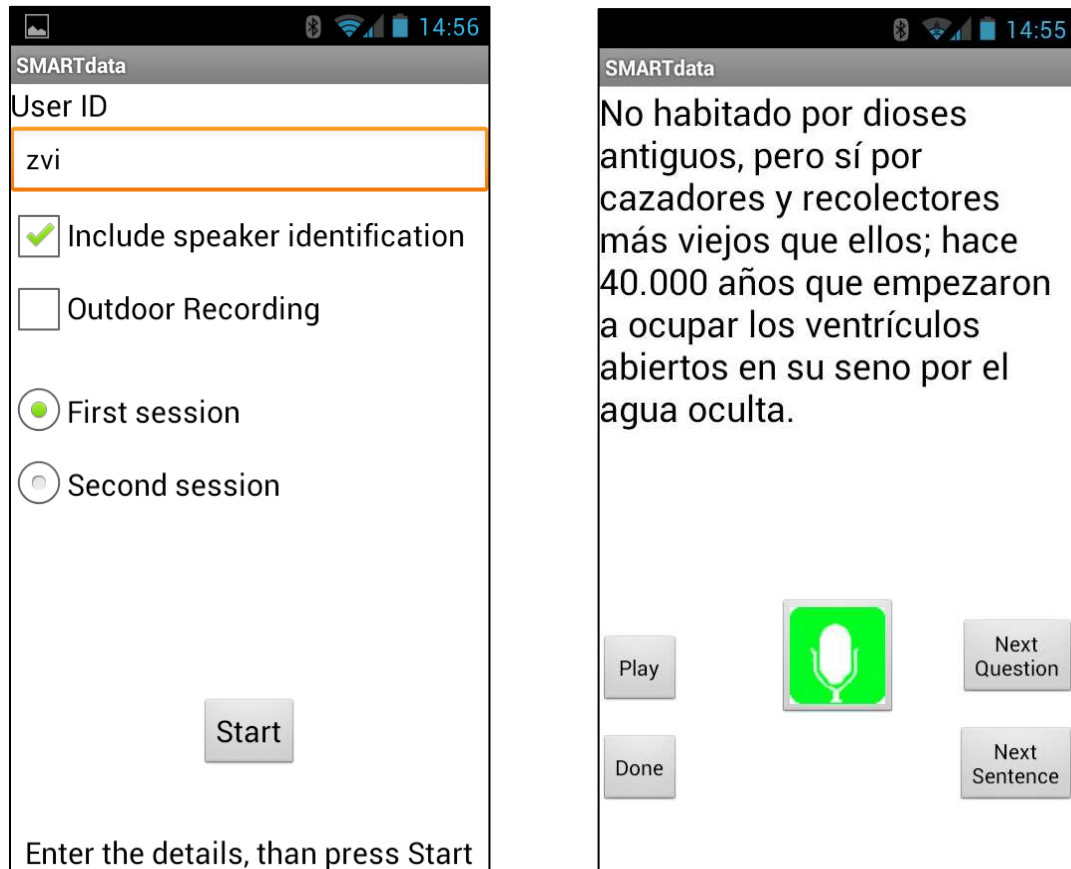 14:56
SMARTdata
User ID
zvi
Include speaker identification
Outdoor Recording
First session
Second session
Start
Enter the details, than press Start
14:55
SMARTdata
No habitado por dioses
antiguos, pero sí por
cazadores y recolectores
más viejos que ellos; hace
40.000 años que empezaron
a ocupar los ventrículos
abiertos en su seno por el
agua oculta.
Play
Next
Question
Done
Next
Sentence